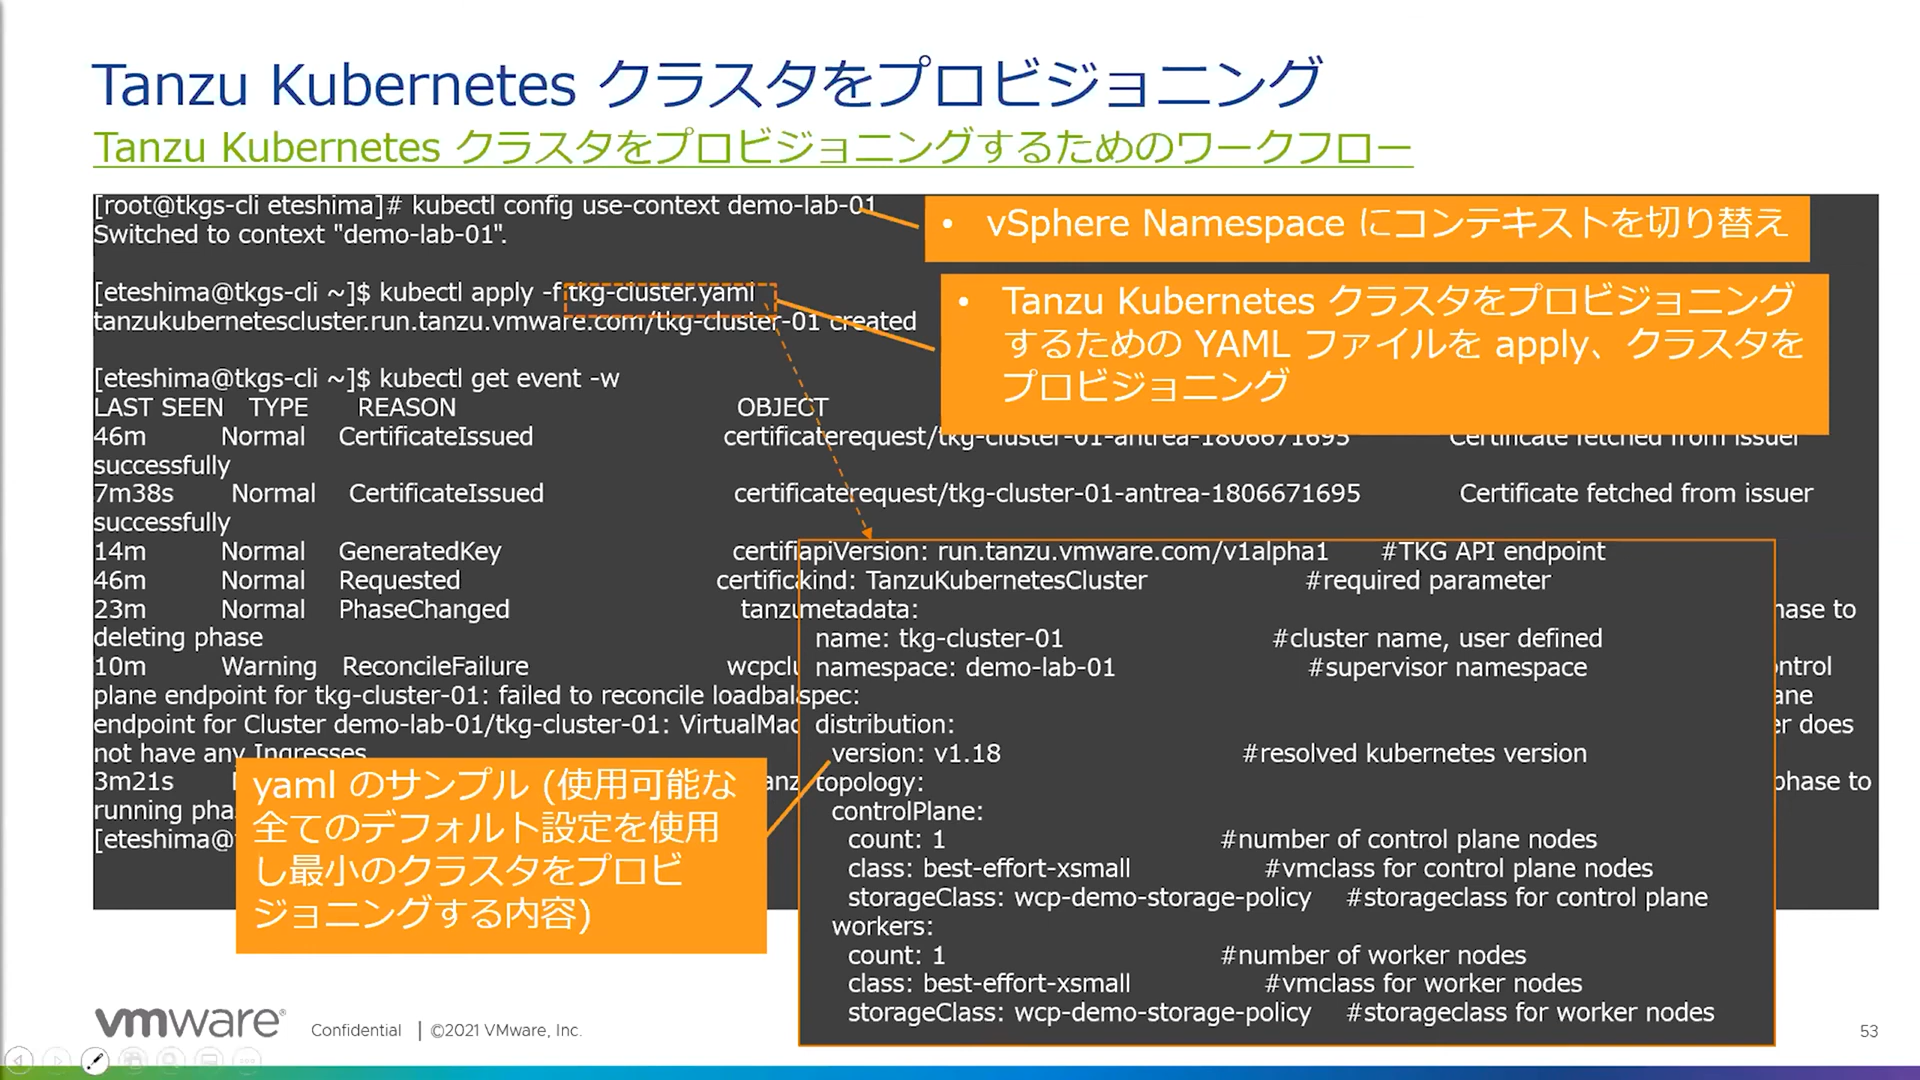 Tanzu Kubernetes クラスタをプロビジョニング
Tanzu Kubernetes クラスタをプロビジョニングするためのワークフロー
[root@tkgs-cli eteshima]# kubectl config use-context demo-lab-01
Switched to context "demo-lab-01".
• vSphere Namespace にコンテキストを切り替え
[eteshima@tkgs-cli ~]$ kubectl apply -f tkg-cluster.yaml
tanzukubernetescluster.run.tanzu.vmware.com/tkg-cluster-01 created
• Tanzu Kubernetes クラスタをプロビジョニング
するための YAML ファイルを apply、クラスタを
プロビジョニング
[eteshima@tkgs-cli ~]$ kubectl get event -w
LAST SEEN TYPE REASON OBJECT
46m Normal CertificateIssued certificaterequest/tkg-cluster-01-antrea-1806671695 Certificate fetched from issuer
successfully
7m38s Normal CertificateIssued certificaterequest/tkg-cluster-01-antrea-1806671695 Certificate fetched from issuer
successfully
14m Normal GeneratedKey certifi
46m Normal Requested certifica
23m Normal PhaseChanged tanzu hase to
deleting phase
10m Warning ReconcileFailure wcpclu ntrol
plane endpoint for tkg-cluster-01: failed to reconcile loadbal ane
endpoint for Cluster demo-lab-01/tkg-cluster-01: VirtualMac er does
not have any Ingresses
3m21s anz phase to
running pha
[eteshima@
yaml のサンプル (使用可能な
全てのデフォルト設定を使用
し最小のクラスタをプロビ
ジョニングする内容)
apiVersion: run.tanzu.vmware.com/v1alpha1 #TKG API endpoint
kind: TanzuKubernetesCluster #required parameter
metadata:
name: tkg-cluster-01 #cluster name, user defined
namespace: demo-lab-01 #supervisor namespace
spec:
distribution:
version: v1.18 #resolved kubernetes version
topology:
controlPlane:
count: 1 #number of control plane nodes
class: best-effort-xsmall #vmclass for control plane nodes
storageClass: wcp-demo-storage-policy #storageclass for control plane
workers:
count: 1 #number of worker nodes
class: best-effort-xsmall #vmclass for worker nodes
storageClass: wcp-demo-storage-policy #storageclass for worker nodes
vmware® Confidential | ©2021 VMware, Inc.
53